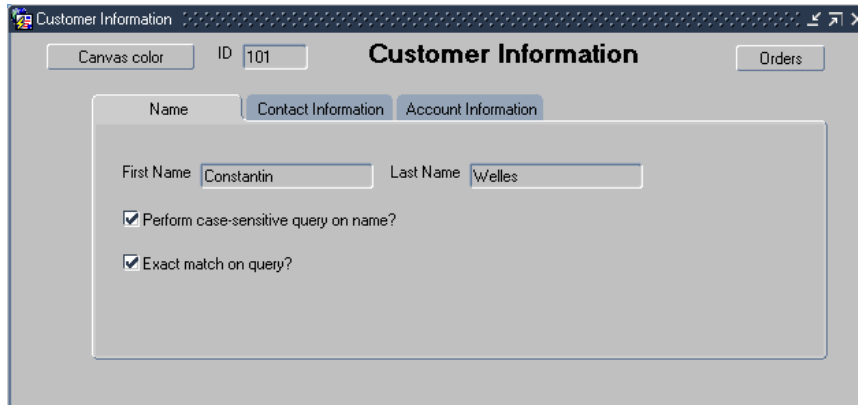 Customer Information
Canvas color ID 101 Customer Information Orders
Name Contact Information Account Information
First Name Constantin Last Name Welles
Perform case-sensitive query on name?
Exact match on query?